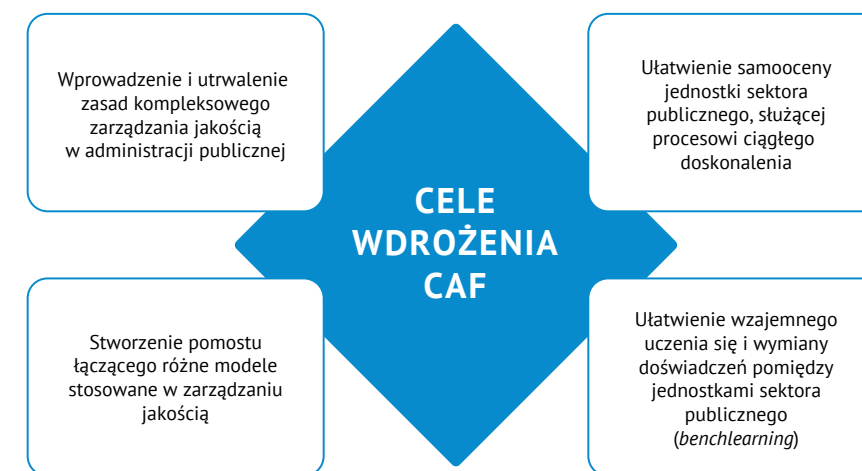 Wprowadzenie i utrwalenie
zasad kompleksowego
zarządzania jakością
w administracji publicznej
Ułatwienie samooceny
jednostki sektora
publicznego, służącej
procesowi ciągłego
doskonalenia
CELE
WDROŻENIA
CAF
Stworzenie pomostu
łączącego różne modele
stosowane w zarządzaniu
jakością
Ułatwienie wzajemnego
uczenia się i wymiany
doświadczeń pomiędzy
jednostkami sektora
publicznego
(benchlearning)